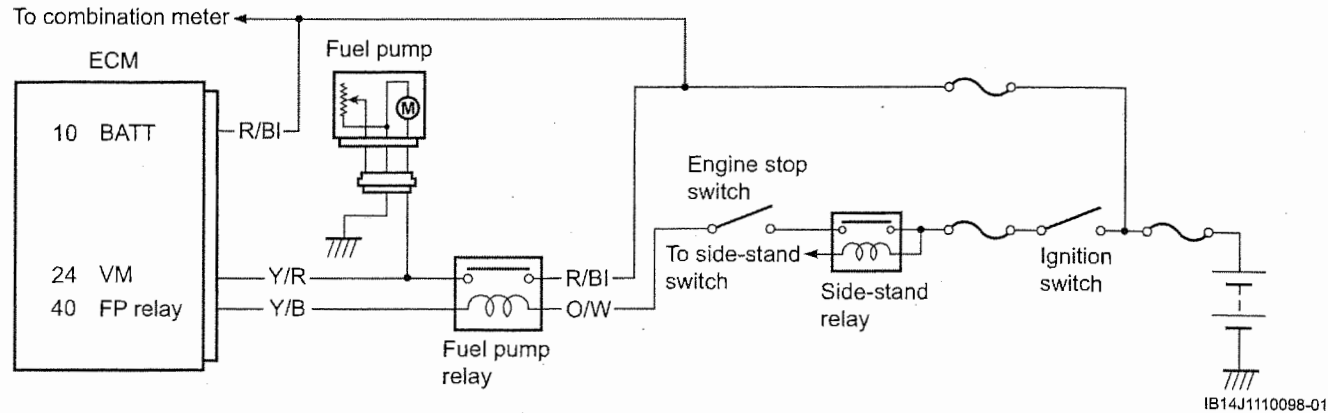 To combination meter
ECM
Fuel pump
M
10 BATT
R/Bl
Engine stop
switch
To side-stand
switch
Side-stand
relay
Ignition
switch
24 VM
Y/R
R/Bl
40 FP relay
Y/B
O/W
Fuel pump
relay
IB14J1110098-01